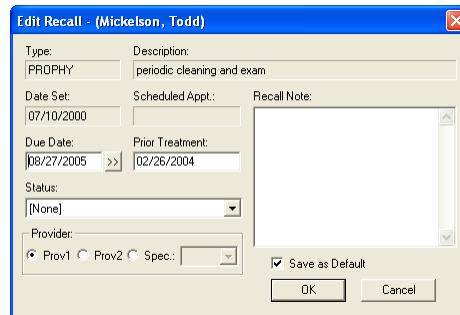 Edit Recall - (Mickelson, Todd)
Type: Description:
PROPHY periodic cleaning and exam
Date Set: Scheduled Appt.: Recall Note:
07/10/2000
Due Date: Prior Treatment:
08/27/2005 >> 02/26/2004
Status:
[None]
Provider:
Prov1 Prov2 Spec.:
Save as Default
OK Cancel